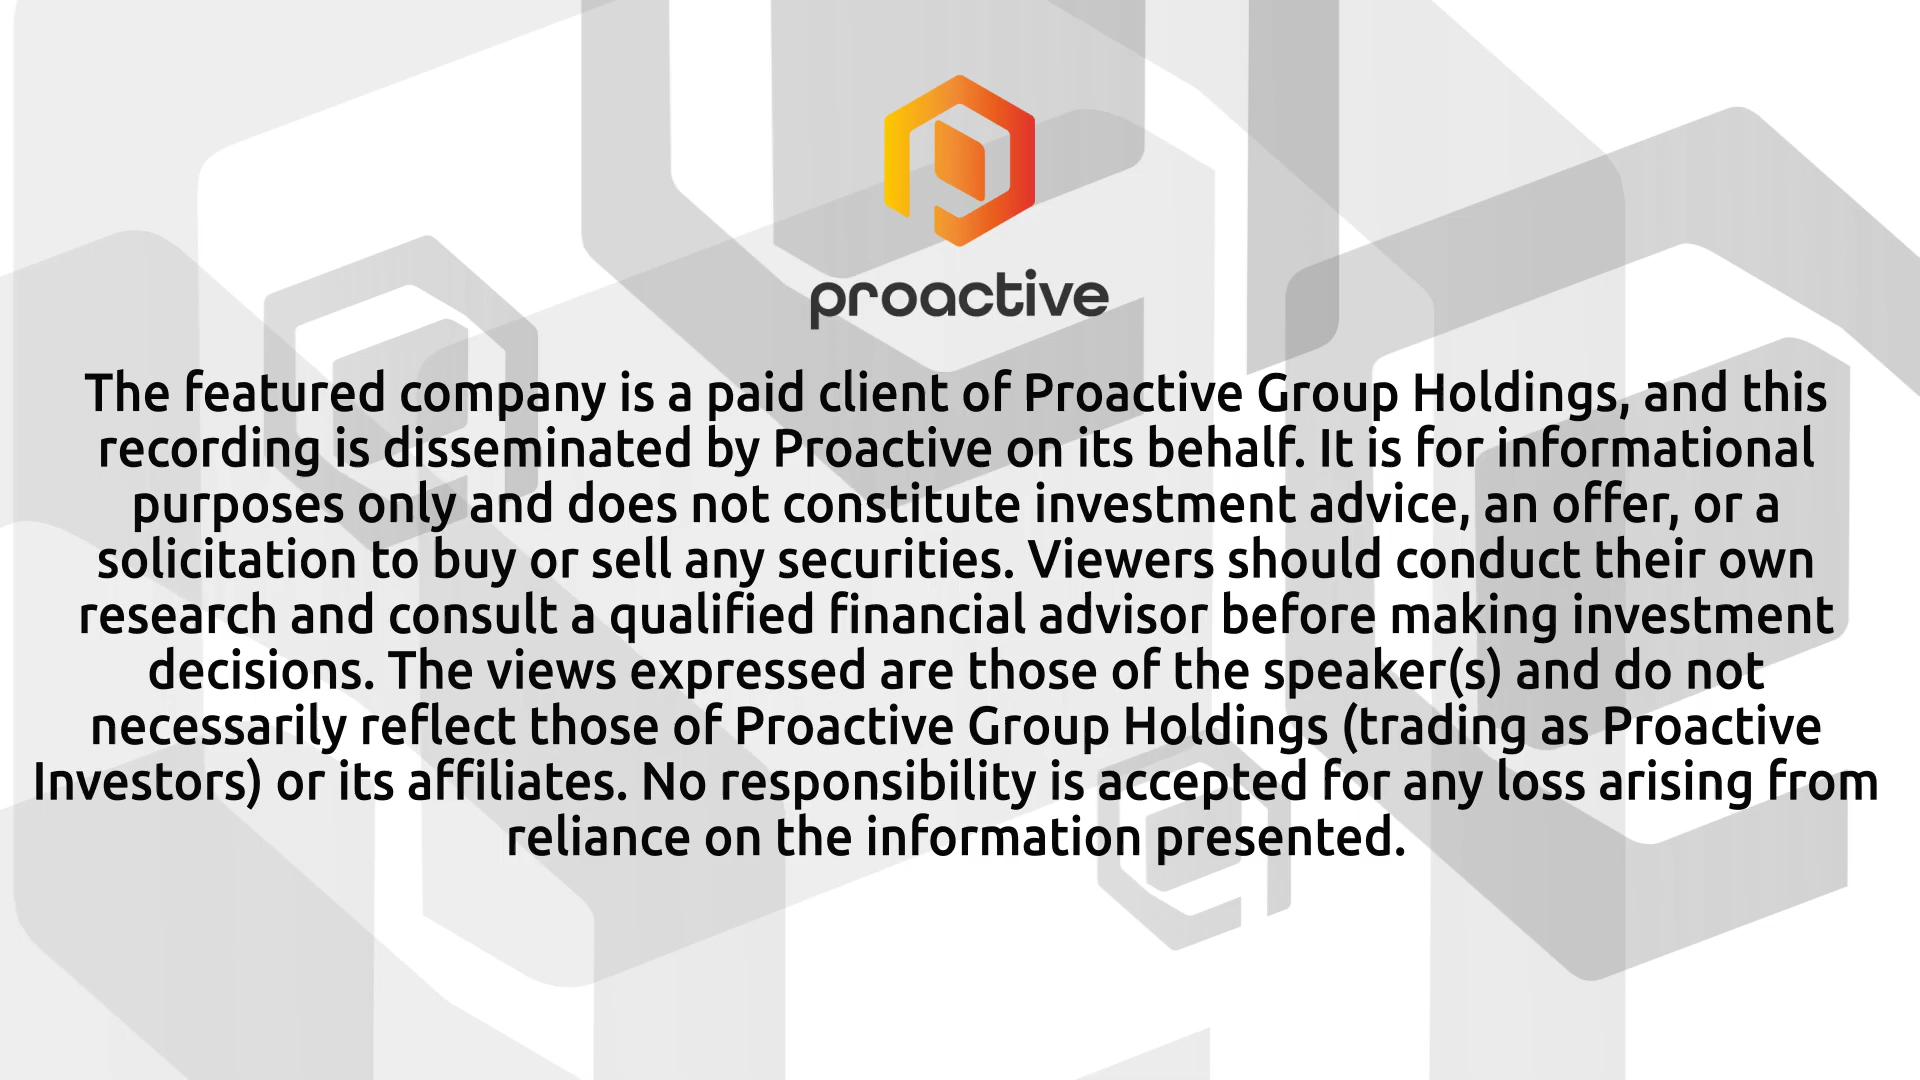 proactive
The featured company is a paid client of Proactive Group Holdings, and this
recording is disseminated by Proactive on its behalf. It is for informational
purposes only and does not constitute investment advice, an offer, or a
solicitation to buy or sell any securities. Viewers should conduct their own
research and consult a qualified financial advisor before making investment
decisions. The views expressed are those of the speaker(s) and do not
necessarily reflect those of Proactive Group Holdings (trading as Proactive
Investors) or its affiliates. No responsibility is accepted for any loss arising from
reliance on the information presented.